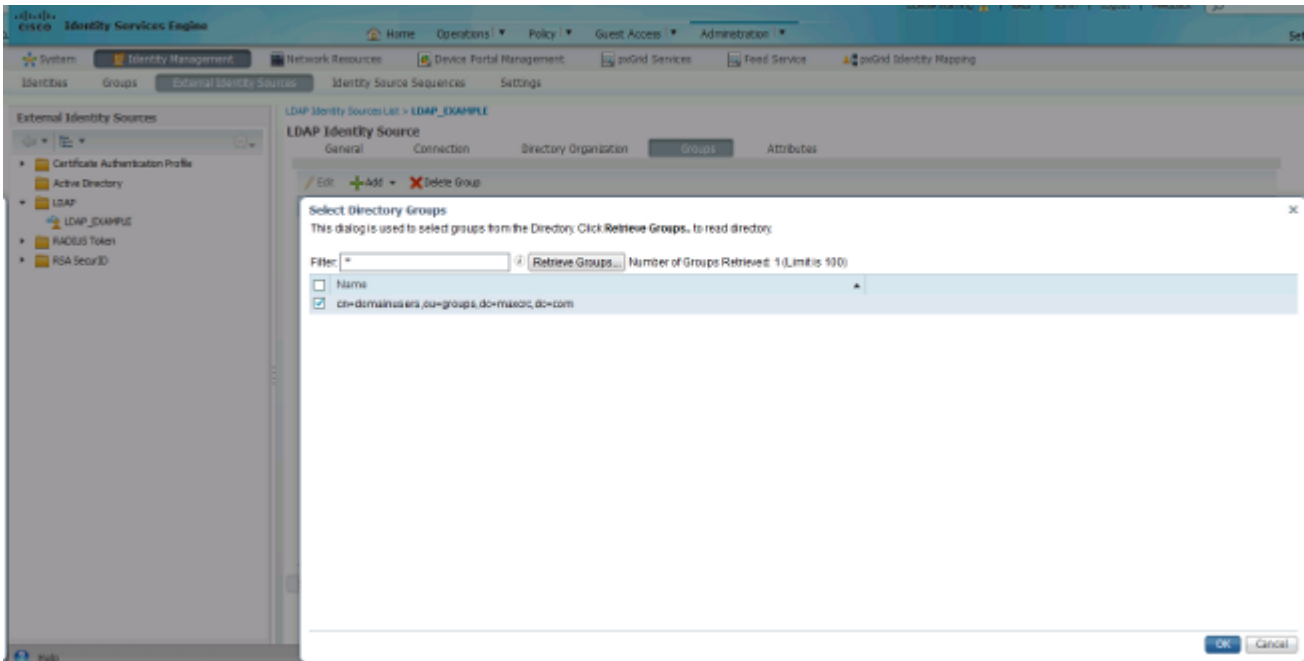 CISCO Identity Services Engine
Home Operations Policy Guest Access Administration
Set
System Identity Management Network Resources Device Portal Management pxGrid Services Feed Service pxGrid Identity Mapping
Identities Groups External Identity Sources Identity Source Sequences Settings
External Identity Sources
Certificate Authentication Profile
Active Directory
LDAP
LDAP_EXAMPLE
RADIUS Token
RSA SecurID
LDAP Identity Sources List > LDAP_EXAMPLE
LDAP Identity Source
General Connection Directory Organization Groups Attributes
Edit Add Delete Group
Select Directory Groups
This dialog is used to select groups from the Directory. Click Retrieve Groups.. to read directory.
Filter: * Retrieve Groups... Number of Groups Retrieved: 1 (Limit is 100)
Name
cn=domainusers,ou=groups,dc=maxcrc,dc=com
OK Cancel
Help